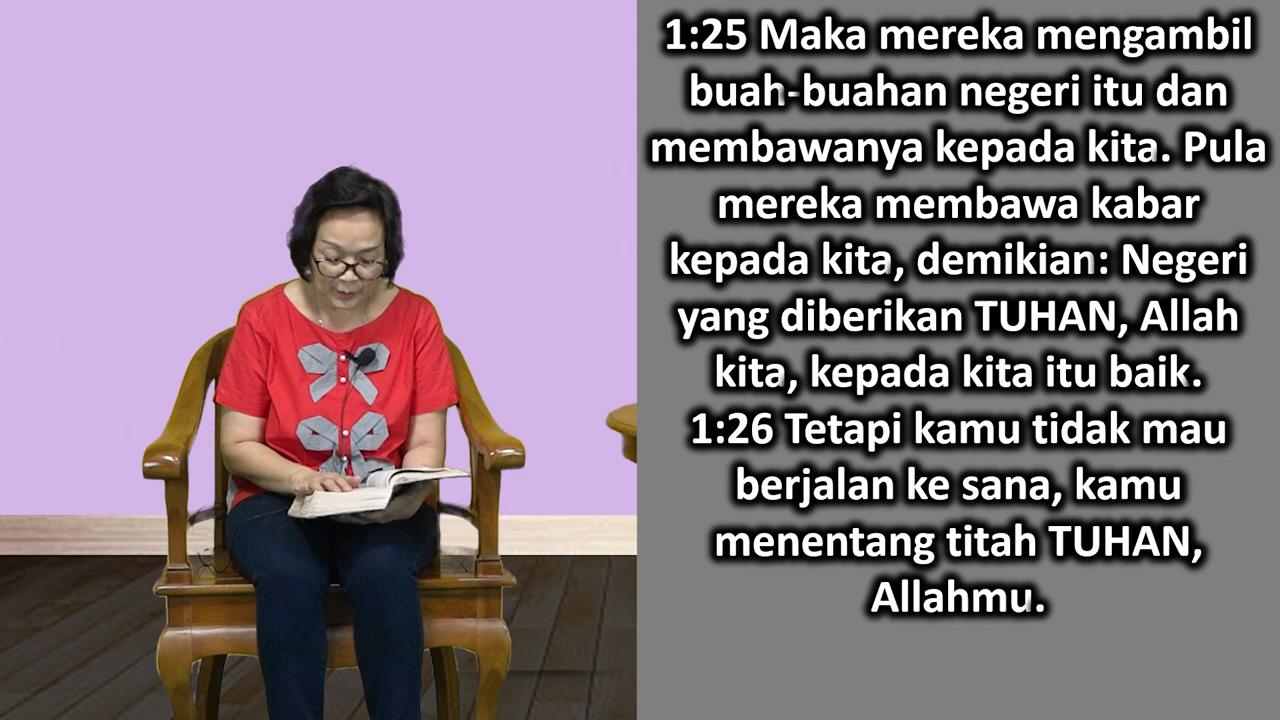 1:25 Maka mereka mengambil
buah-buahan negeri itu dan
membawanya kepada kita. Pula
mereka membawa kabar
kepada kita, demikian: Negeri
yang diberikan TUHAN, Allah
kita, kepada kita itu baik.
1:26 Tetapi kamu tidak mau
berjalan ke sana, kamu
menentang titah TUHAN,
Allahmu.